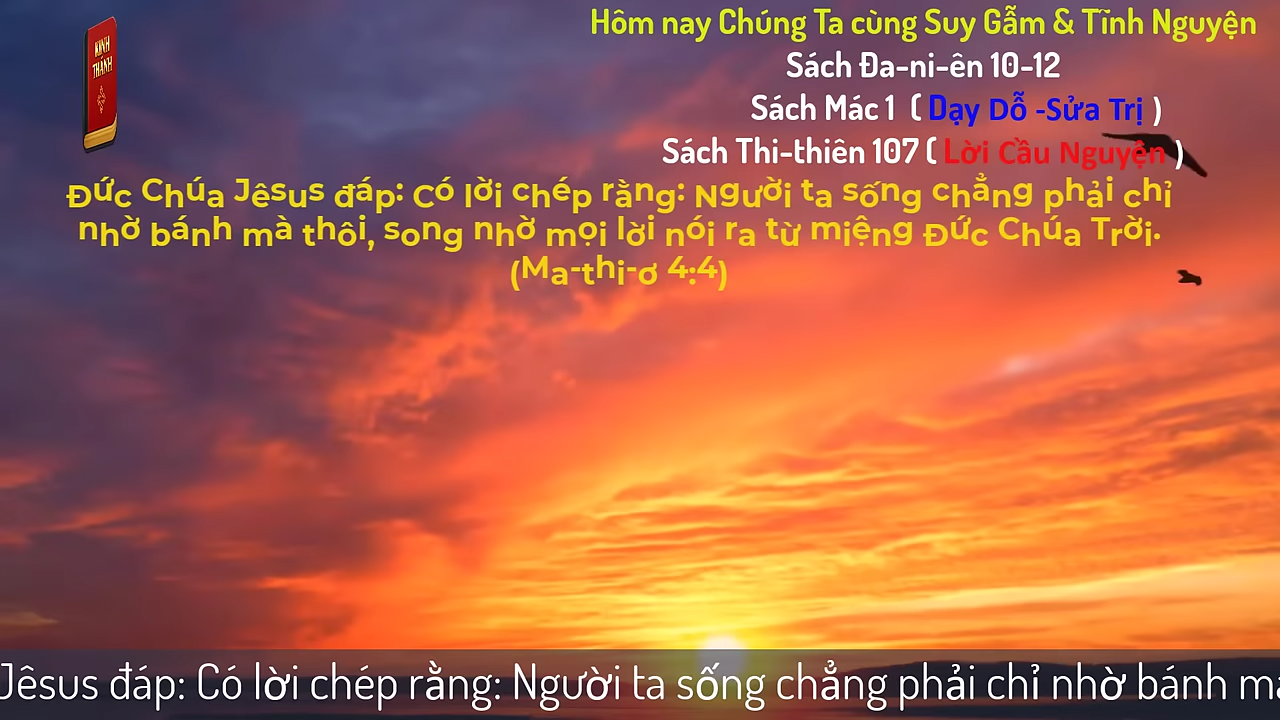 KINH
THÁNH
Hôm nay Chúng Ta cùng Suy Gẫm & Tĩnh Nguyện
Sách Đa-ni-ên 10-12
Sách Mác 1 ( Dạy Dỗ -Sửa Trị )
Sách Thi-thiên 107 ( Lời Cầu Nguyện )
Đức Chúa Jêsus đáp: Có lời chép rằng: Người ta sống chẳng phải chỉ
nhờ bánh mà thôi, song nhờ mọi lời nói ra từ miệng Đức Chúa Trời.
(Ma-thi-ơ 4:4)
Jêsus đáp: Có lời chép rằng: Người ta sống chẳng phải chỉ nhờ bánh mà